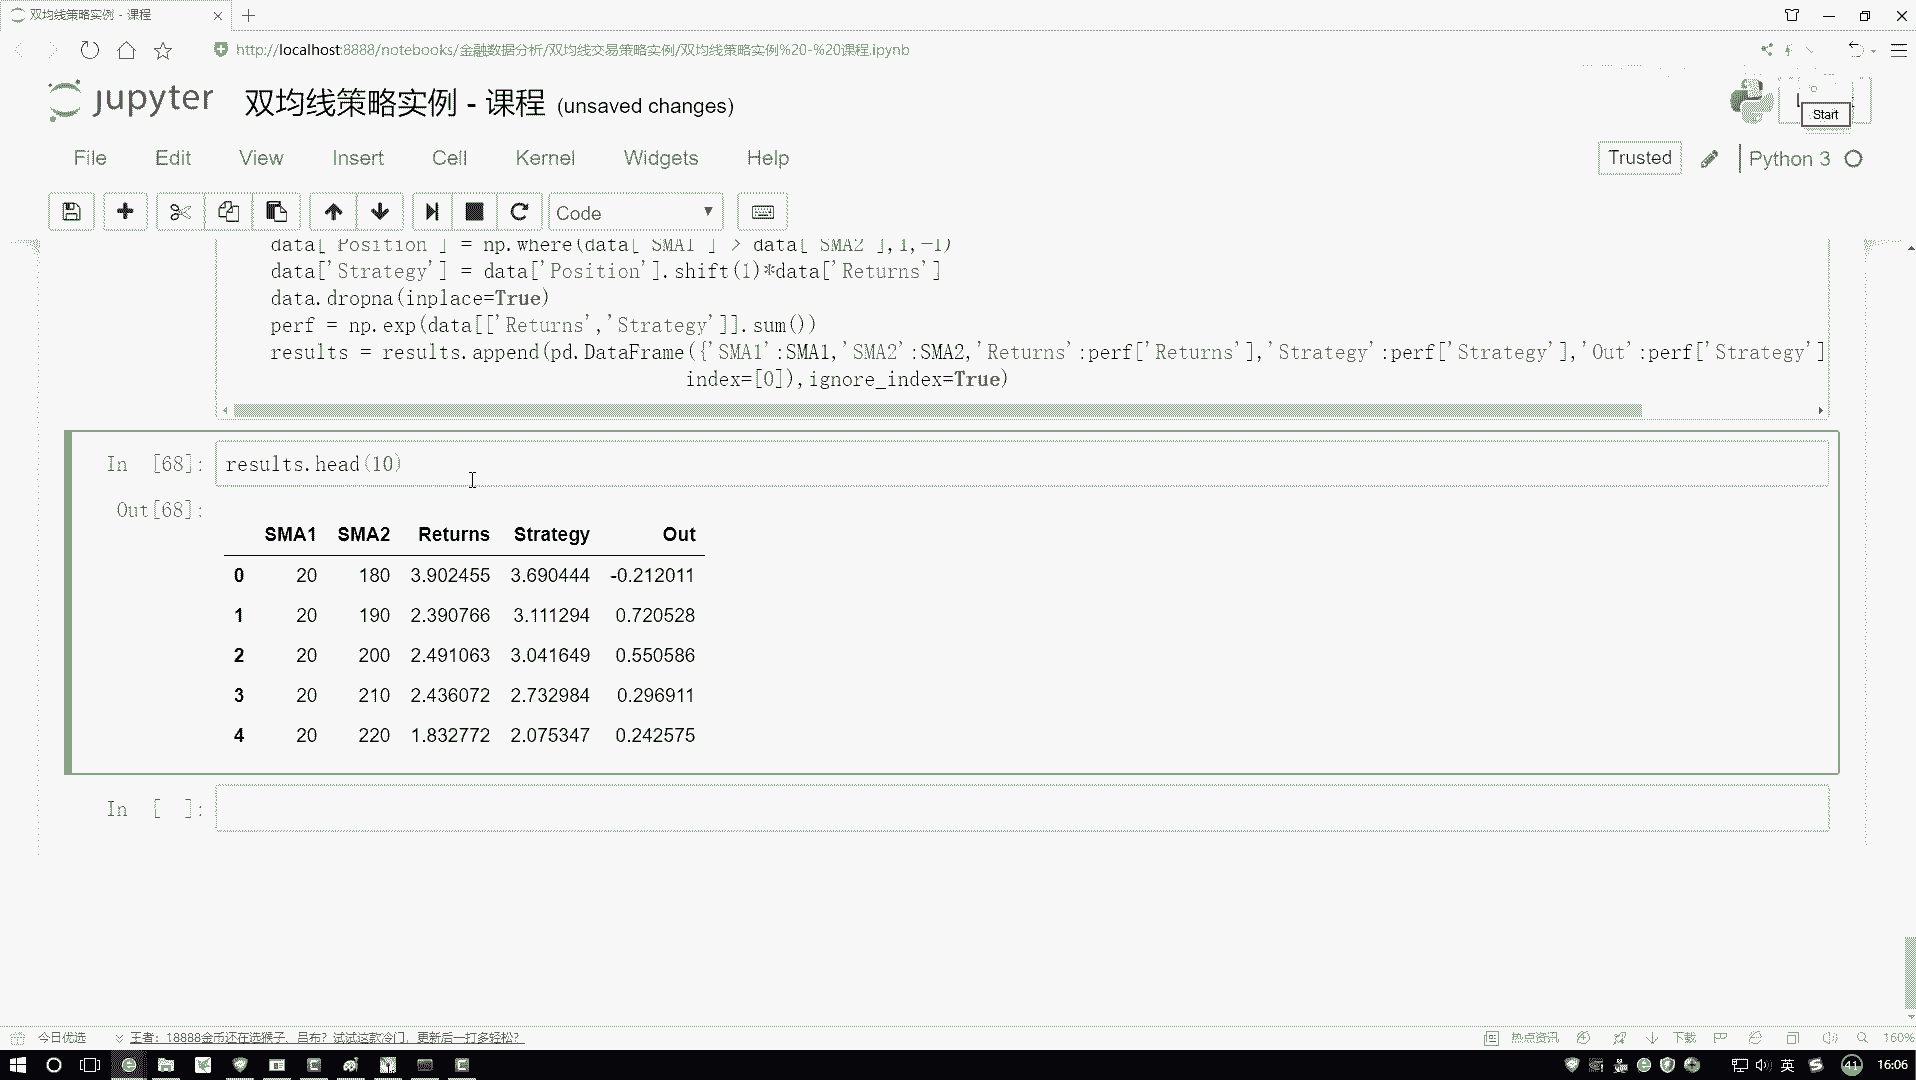 双均线策略实例 - 课程
http://localhost:8888/notebooks/金融数据分析/双均线交易策略实例/双均线策略实例%20-%20课程.ipynb
jupyter 双均线策略实例 - 课程 (unsaved changes)
Start
File Edit View Insert Cell Kernel Widgets Help Trusted Python 3
Code
data['Position'] = np.where(data['SMA1'] > data['SMA2'],1,-1)
data['Strategy'] = data['Position'].shift(1)*data['Returns']
data.dropna(inplace=True)
perf = np.exp(data[['Returns','Strategy']].sum())
results = results.append(pd.DataFrame({'SMA1':SMA1,'SMA2':SMA2,'Returns':perf['Returns'],'Strategy':perf['Strategy'],'Out':perf['Strategy']
index=[0]),ignore_index=True)
In [68]: results.head(10)
Out[68]:
SMA1 SMA2 Returns Strategy Out
0 20 180 3.902455 3.690444 -0.212011
1 20 190 2.390766 3.111294 0.720528
2 20 200 2.491063 3.041649 0.550586
3 20 210 2.436072 2.732984 0.296911
4 20 220 1.832772 2.075347 0.242575
In [ ]:
今日优选 王者：18888金币还在选猴子、吕布？试试这款冷门，更新后一打多轻松？ 热点资讯 下载 160%
英 41 16:06